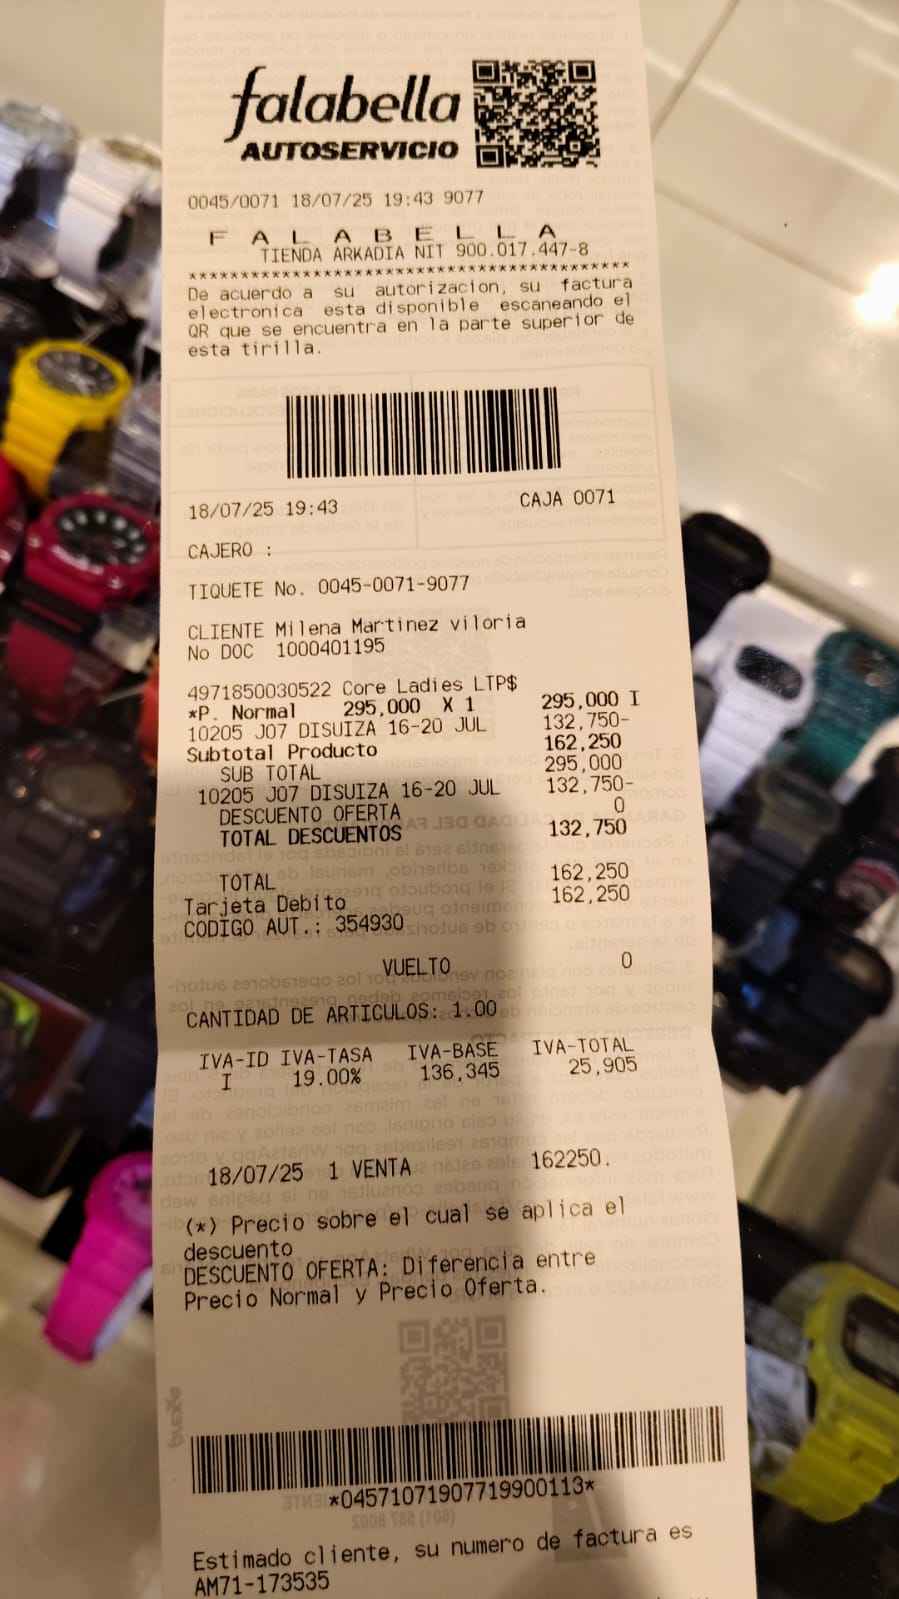 falabella
AUTOSERVICIO
0045/0071 18/07/25 19:43 9077
F A L A B E L L A
TIENDA ARKADIA NIT 900.017.447-8
******************************************
De acuerdo a su autorizacion, su factura
electronica esta disponible escaneando el
QR que se encuentra en la parte superior de
esta tirilla.
18/07/25 19:43 CAJA 0071
CAJERO :
TIQUETE No. 0045-0071-9077
CLIENTE Milena Martinez viloria
No DOC 1000401195
4971850030522 Core Ladies LTP$
*P. Normal 295,000 X 1 295,000 I
10205 J07 DISUIZA 16-20 JUL 132,750-
Subtotal Producto 162,250
SUB TOTAL 295,000
10205 J07 DISUIZA 16-20 JUL 132,750-
DESCUENTO OFERTA 0
TOTAL DESCUENTOS 132,750
TOTAL 162,250
Tarjeta Debito 162,250
CODIGO AUT.: 354930
VUELTO 0
CANTIDAD DE ARTICULOS: 1.00
IVA-ID IVA-TASA IVA-BASE IVA-TOTAL
I 19.00% 136,345 25,905
18/07/25 1 VENTA 162250.
(*) Precio sobre el cual se aplica el
descuento
DESCUENTO OFERTA: Diferencia entre
Precio Normal y Precio Oferta.
*04571071907719900113*
Estimado cliente, su numero de factura es
AM71-173535